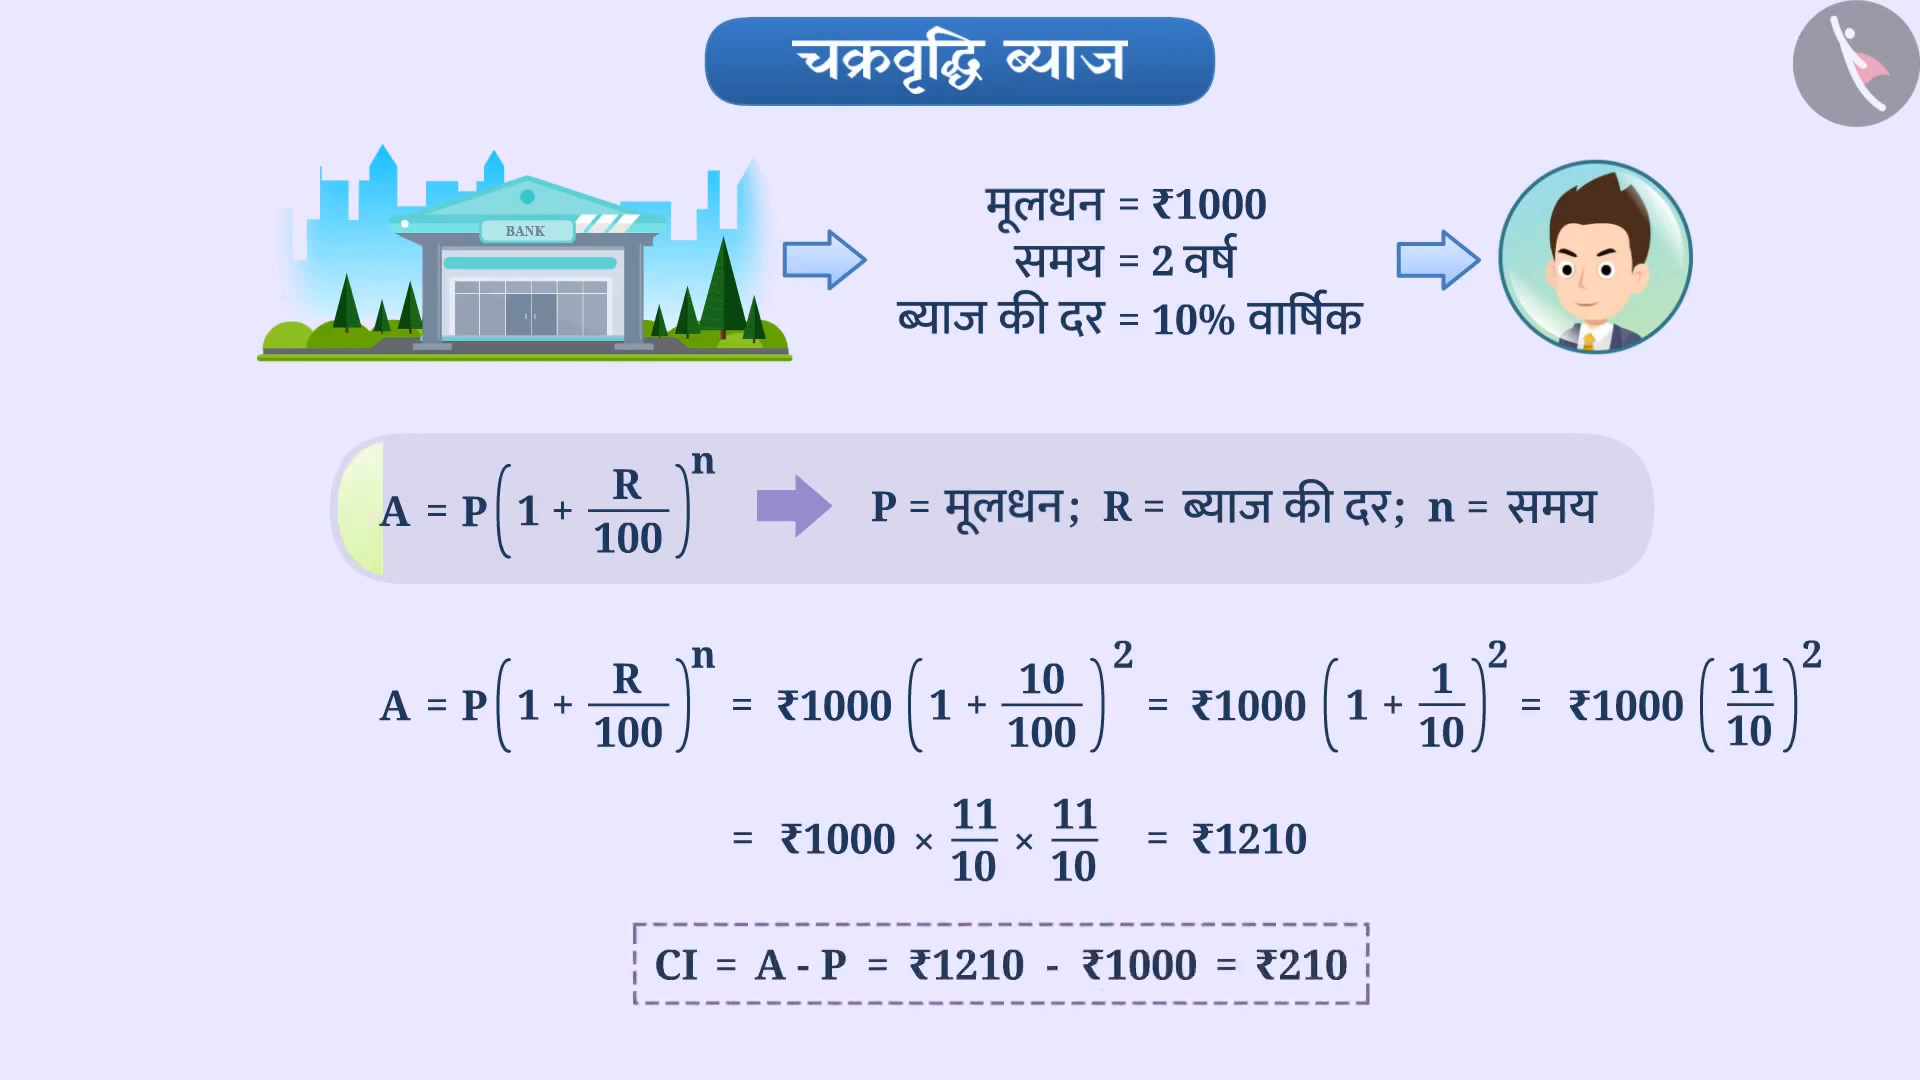 चक्रवृद्धि ब्याज
BANK
मूलधन = ₹1000
समय = 2 वर्ष
ब्याज की दर = 10% वार्षिक
A = P(1 + R/100)^n P = मूलधन; R = ब्याज की दर; n = समय
A = P(1 + R/100)^n = ₹1000 (1 + 10/100)^2 = ₹1000 (1 + 1/10)^2 = ₹1000 (11/10)^2
= ₹1000 × 11/10 × 11/10 = ₹1210
CI = A - P = ₹1210 - ₹1000 = ₹210